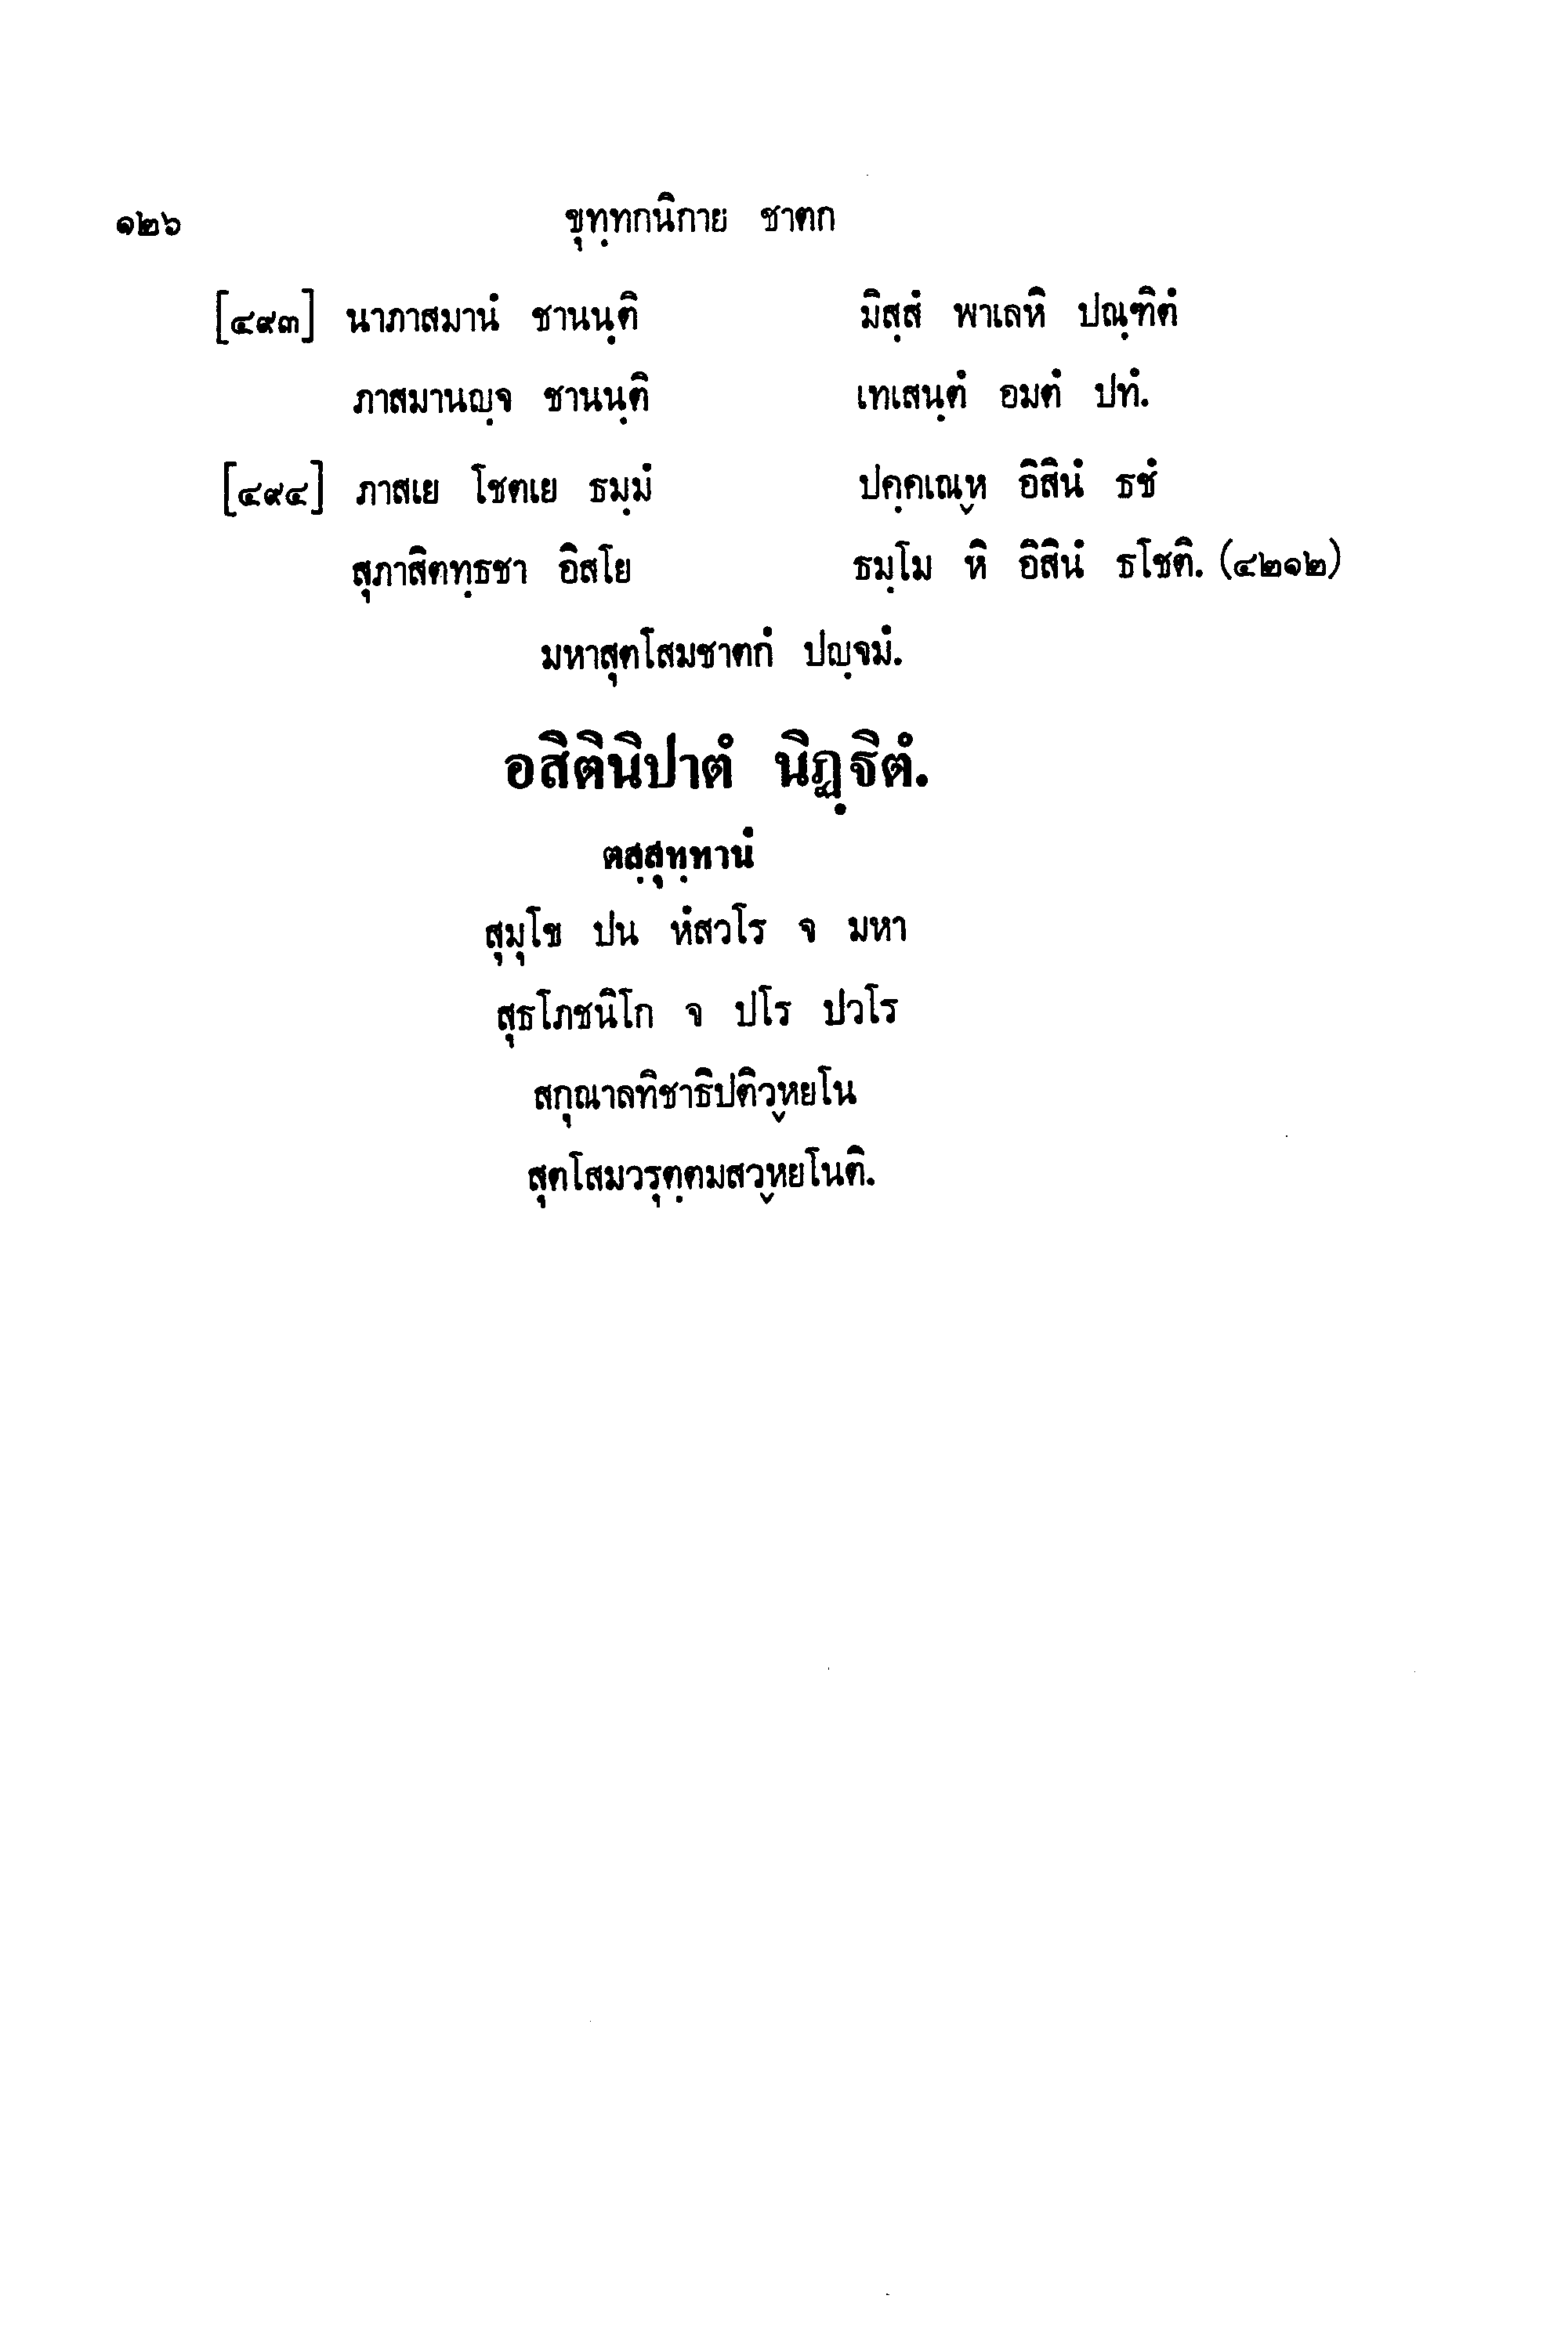 ๑๒๖ ขุทฺทกนิกาย ชาตก
[๔๙๓] นาภาสมานํ ชานนฺติ มิสฺสํ พาเลหิ ปณฺฑิตํ
ภาสมานญฺจ ชานนฺติ เทเสนฺตํ อมตํ ปทํ.
[๔๙๔] ภาสเย โชตเย ธมฺมํ ปคฺคเณฺห อิสินํ ธชํ
สุภาสิตทฺธชา อิสโย ธมฺโม หิ อิสินํ ธโชติ. (๔๒๑๒)
มหาสุตโสมชาตกํ ปญฺจมํ.
อสิตินิปาตํ นิฏฺฐิตํ.
ตสฺสุทฺทานํ
สุมุโข ปน หํสวโร จ มหา
สุธโภชนิโก จ ปโร ปวโร
สกุณาลทิชาธิปติวฺหยโน
สุตโสมวรุตฺตมสวฺหยโนติ.